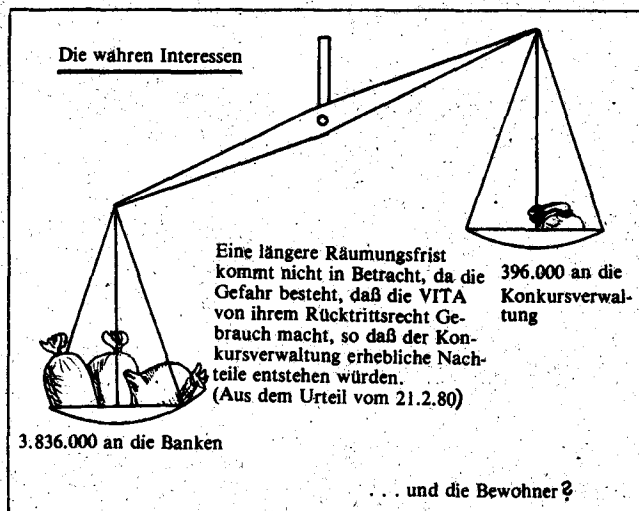 Die wahren Interessen
Eine längere Räumungsfrist
kommt nicht in Betracht, da die
Gefahr besteht, daß die VITA
von ihrem Rücktrittsrecht Ge-
brauch macht, so daß der Kon-
kursverwaltung erhebliche Nach-
teile entstehen würden.
(Aus dem Urteil vom 21.2.80)
396.000 an die
Konkursverwal-
tung
3.836.000 an die Banken
. . . und die Bewohner?